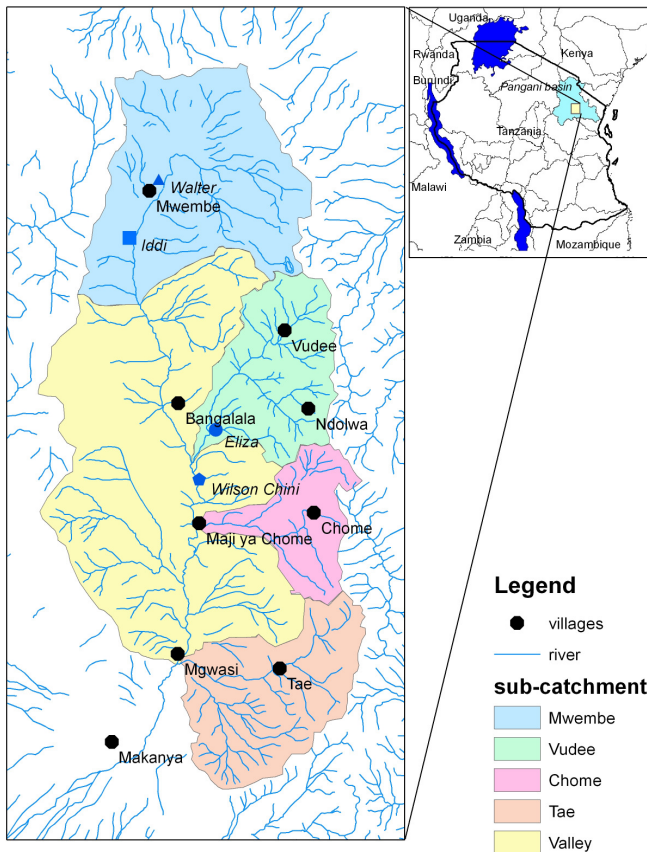 Walter
Mwembe
Iddi
Vudee
Bangalala
Ndolwa
Eliza
Wilson Chini
Chome
Maji ya Chome
Mgwasi
Tae
Makanya
Uganda
Kenya
Rwanda
Burundi
Pangani basin
Tanzania
Malawi
Zambia
Mozambique
Legend
villages
river
sub-catchment
Mwembe
Vudee
Chome
Tae
Valley